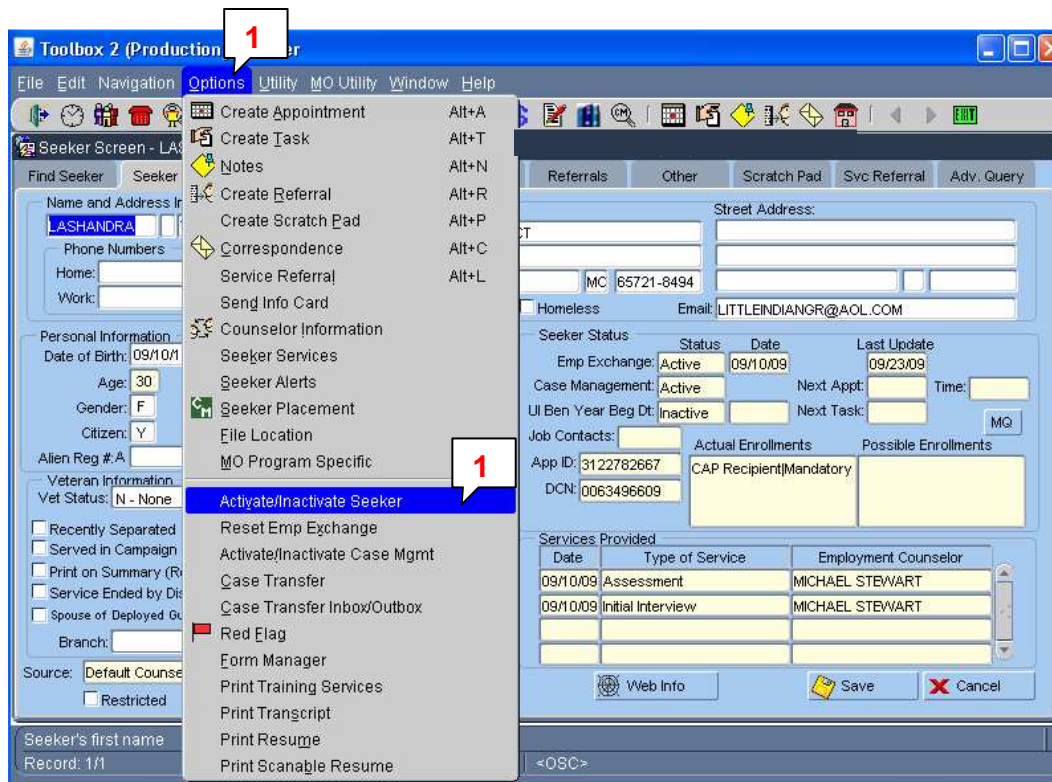 1
Toolbox 2 (Production
File Edit Navigation Options Utility MO Utility Window Help
EXIT
Seeker Screen - LAS
Find Seeker Seeker Referrals Other Scratch Pad Svc Referral Adv. Query
Create Appointment Alt+A
Create Task Alt+T
Notes Alt+N
Create Referral Alt+R
Create Scratch Pad Alt+P
Correspondence Alt+C
Service Referral Alt+L
Send Info Card
Counselor Information
Seeker Services
Seeker Alerts
Seeker Placement
File Location
MO Program Specific
1
Activate/Inactivate Seeker
Reset Emp Exchange
Activate/Inactivate Case Mgmt
Case Transfer
Case Transfer Inbox/Outbox
Red Flag
Form Manager
Print Training Services
Print Transcript
Print Resume
Print Scanable Resume
Name and Address
LASHANDRA
Phone Numbers
Home:
Work:
Personal Information
Date of Birth: 09/10/1
Age: 30
Gender: F
Citizen: Y
Alien Reg #:A
Veteran Information
Vet Status: N - None
Recently Separated
Served in Campaign
Print on Summary
Service Ended by
Spouse of Deployed
Branch:
Source: Default
Restricted
Street Address:
CT
65721-8494
Homeless Email: LITTLEINDIANGR@AOL.COM
Seeker Status
Status Date Last Update
Emp Exchange: Active 09/10/09 09/23/09
Case Management: Active Next Appt: Time:
UI Ben Year Beg Dt: Inactive Next Task:
MQ
Job Contacts:
Actual Enrollments Possible Enrollments
App ID: 3122782667 CAP Recipient|Mandatory
DCN: 0063496609
Services Provided
Date Type of Service Employment Counselor
09/10/09 Assessment MICHAEL STEWART
09/10/09 Initial Interview MICHAEL STEWART
Web Info Save Cancel
Seeker's first name
Record: 1/1 <OSC>